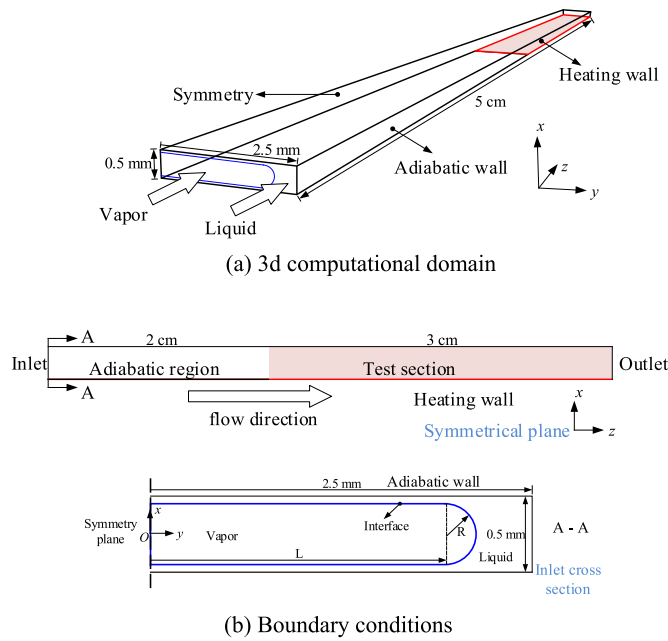 Heating wall
Symmetry
5 cm
2.5 mm
0.5 mm
Adiabatic wall
Vapor
Liquid
x
z
y
(a) 3d computational domain
A
2 cm
3 cm
Inlet
Adiabatic region
Test section
Outlet
A
flow direction
Heating wall
x
Symmetrical plane
z
2.5 mm
Adiabatic wall
Symmetry
plane
x
O
y
Vapor
Interface
R
0.5 mm
A - A
L
Liquid
Inlet cross
section
(b) Boundary conditions